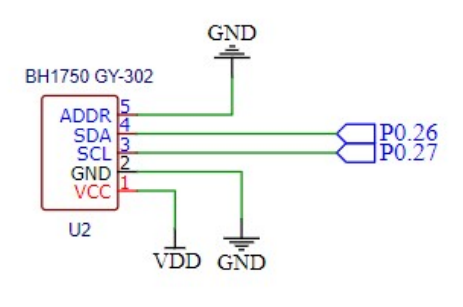 GND
BH1750 GY-302
ADDR 5
SDA 4 P0.26
SCL 3 P0.27
GND 2
VCC 1
U2
VDD GND